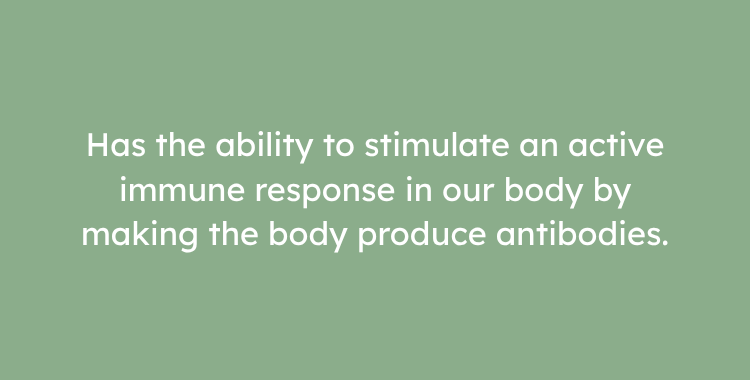 Has the ability to stimulate an active
immune response in our body by
making the body produce antibodies.